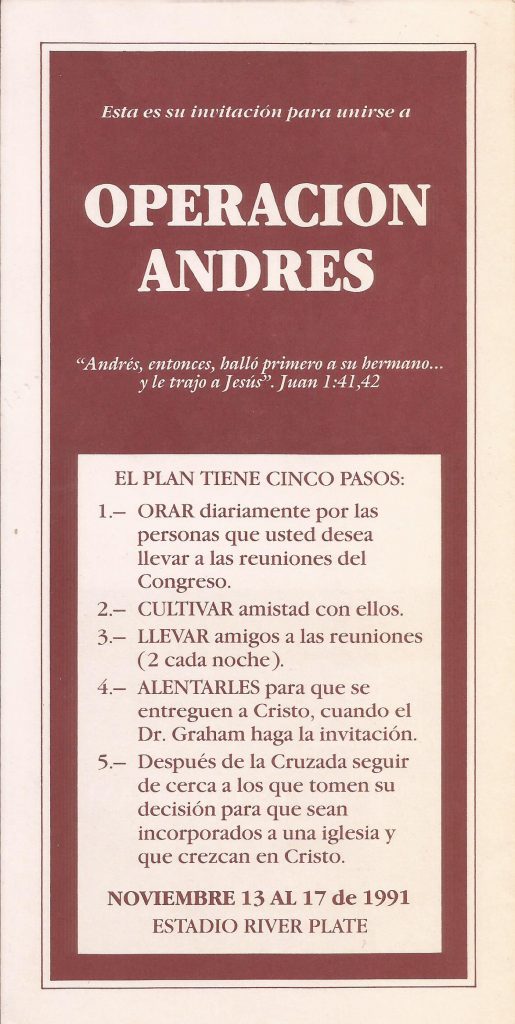 Esta es su invitación para unirse a
OPERACION
ANDRES
“Andrés, entonces, halló primero a su hermano...
y le trajo a Jesús”. Juan 1:41,42
EL PLAN TIENE CINCO PASOS:
1.– ORAR diariamente por las
personas que usted desea
llevar a las reuniones del
Congreso.
2.– CULTIVAR amistad con ellos.
3.– LLEVAR amigos a las reuniones
(2 cada noche).
4.– ALENTARLES para que se
entreguen a Cristo, cuando el
Dr. Graham haga la invitación.
5.– Después de la Cruzada seguir
de cerca a los que tomen su
decisión para que sean
incorporados a una iglesia y
que crezcan en Cristo.
NOVIEMBRE 13 AL 17 de 1991
ESTADIO RIVER PLATE